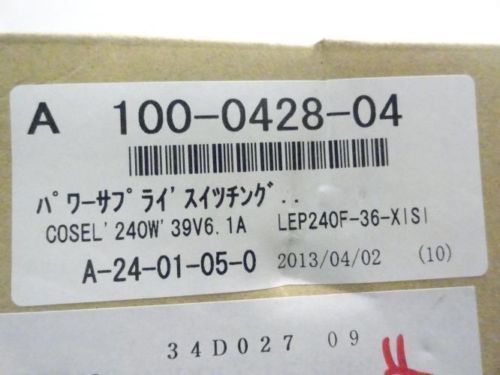 A 100-0428-04
ﾊﾟﾜｰｻﾌﾟﾗｲ'ｽｲｯﾁﾝｸﾞ..
COSEL'240W'39V6.1A LEP240F-36-X|S|
A-24-01-05-0 2013/04/02 (10)
34D027 09